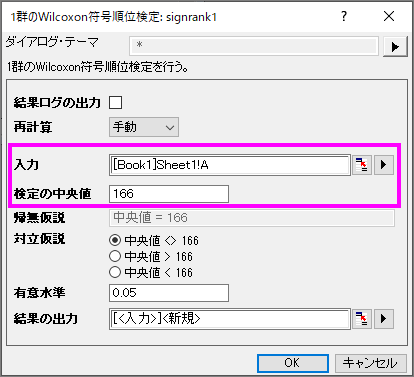 1群のWilcoxon符号順位検定: signrank1
ダイアログ・テーマ *
1群のWilcoxon符号順位検定を行う。
結果ログの出力
再計算 手動
入力 [Book1]Sheet1!A
検定の中央値 166
帰無仮説 中央値 = 166
対立仮説 中央値 <> 166
中央値 > 166
中央値 < 166
有意水準 0.05
結果の出力 [<入力>]<新規>
OK キャンセル